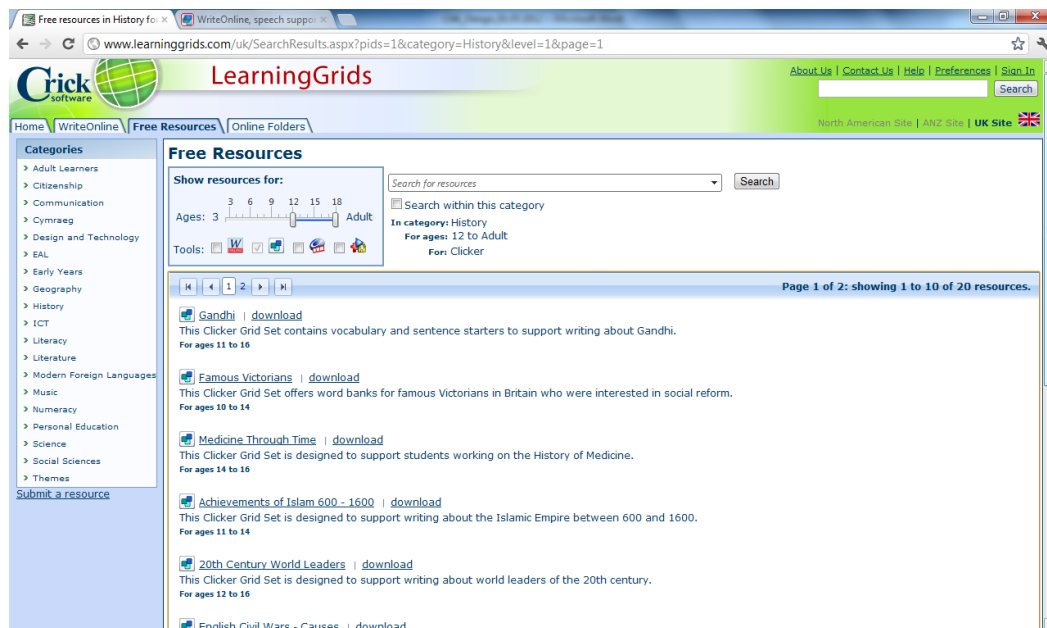 Free resources in History fo
WriteOnline, speech suppor
www.learninggrids.com/uk/SearchResults.aspx?pids=1&category=History&level=1&page=1
Crick
software
LearningGrids
About Us | Contact Us | Help | Preferences | Sign In
Search
North American Site | ANZ Site | UK Site
Home WriteOnline Free Resources Online Folders
Categories
Adult Learners
Citizenship
Communication
Cymraeg
Design and Technology
EAL
Early Years
Geography
History
ICT
Literacy
Literature
Modern Foreign Languages
Music
Numeracy
Personal Education
Science
Social Sciences
Themes
Submit a resource
Free Resources
Show resources for:
3 6 9 12 15 18
Ages: 3 Adult
Tools: W
Search for resources
Search
Search within this category
In category: History
For ages: 12 to Adult
For: Clicker
1 2
Page 1 of 2: showing 1 to 10 of 20 resources.
Gandhi | download
This Clicker Grid Set contains vocabulary and sentence starters to support writing about Gandhi.
For ages 11 to 16
Famous Victorians | download
This Clicker Grid Set offers word banks for famous Victorians in Britain who were interested in social reform.
For ages 10 to 14
Medicine Through Time | download
This Clicker Grid Set is designed to support students working on the History of Medicine.
For ages 14 to 16
Achievements of Islam 600 - 1600 | download
This Clicker Grid Set is designed to support writing about the Islamic Empire between 600 and 1600.
For ages 11 to 14
20th Century World Leaders | download
This Clicker Grid Set is designed to support writing about world leaders of the 20th century.
For ages 12 to 16
English Civil Wars - Causes | download